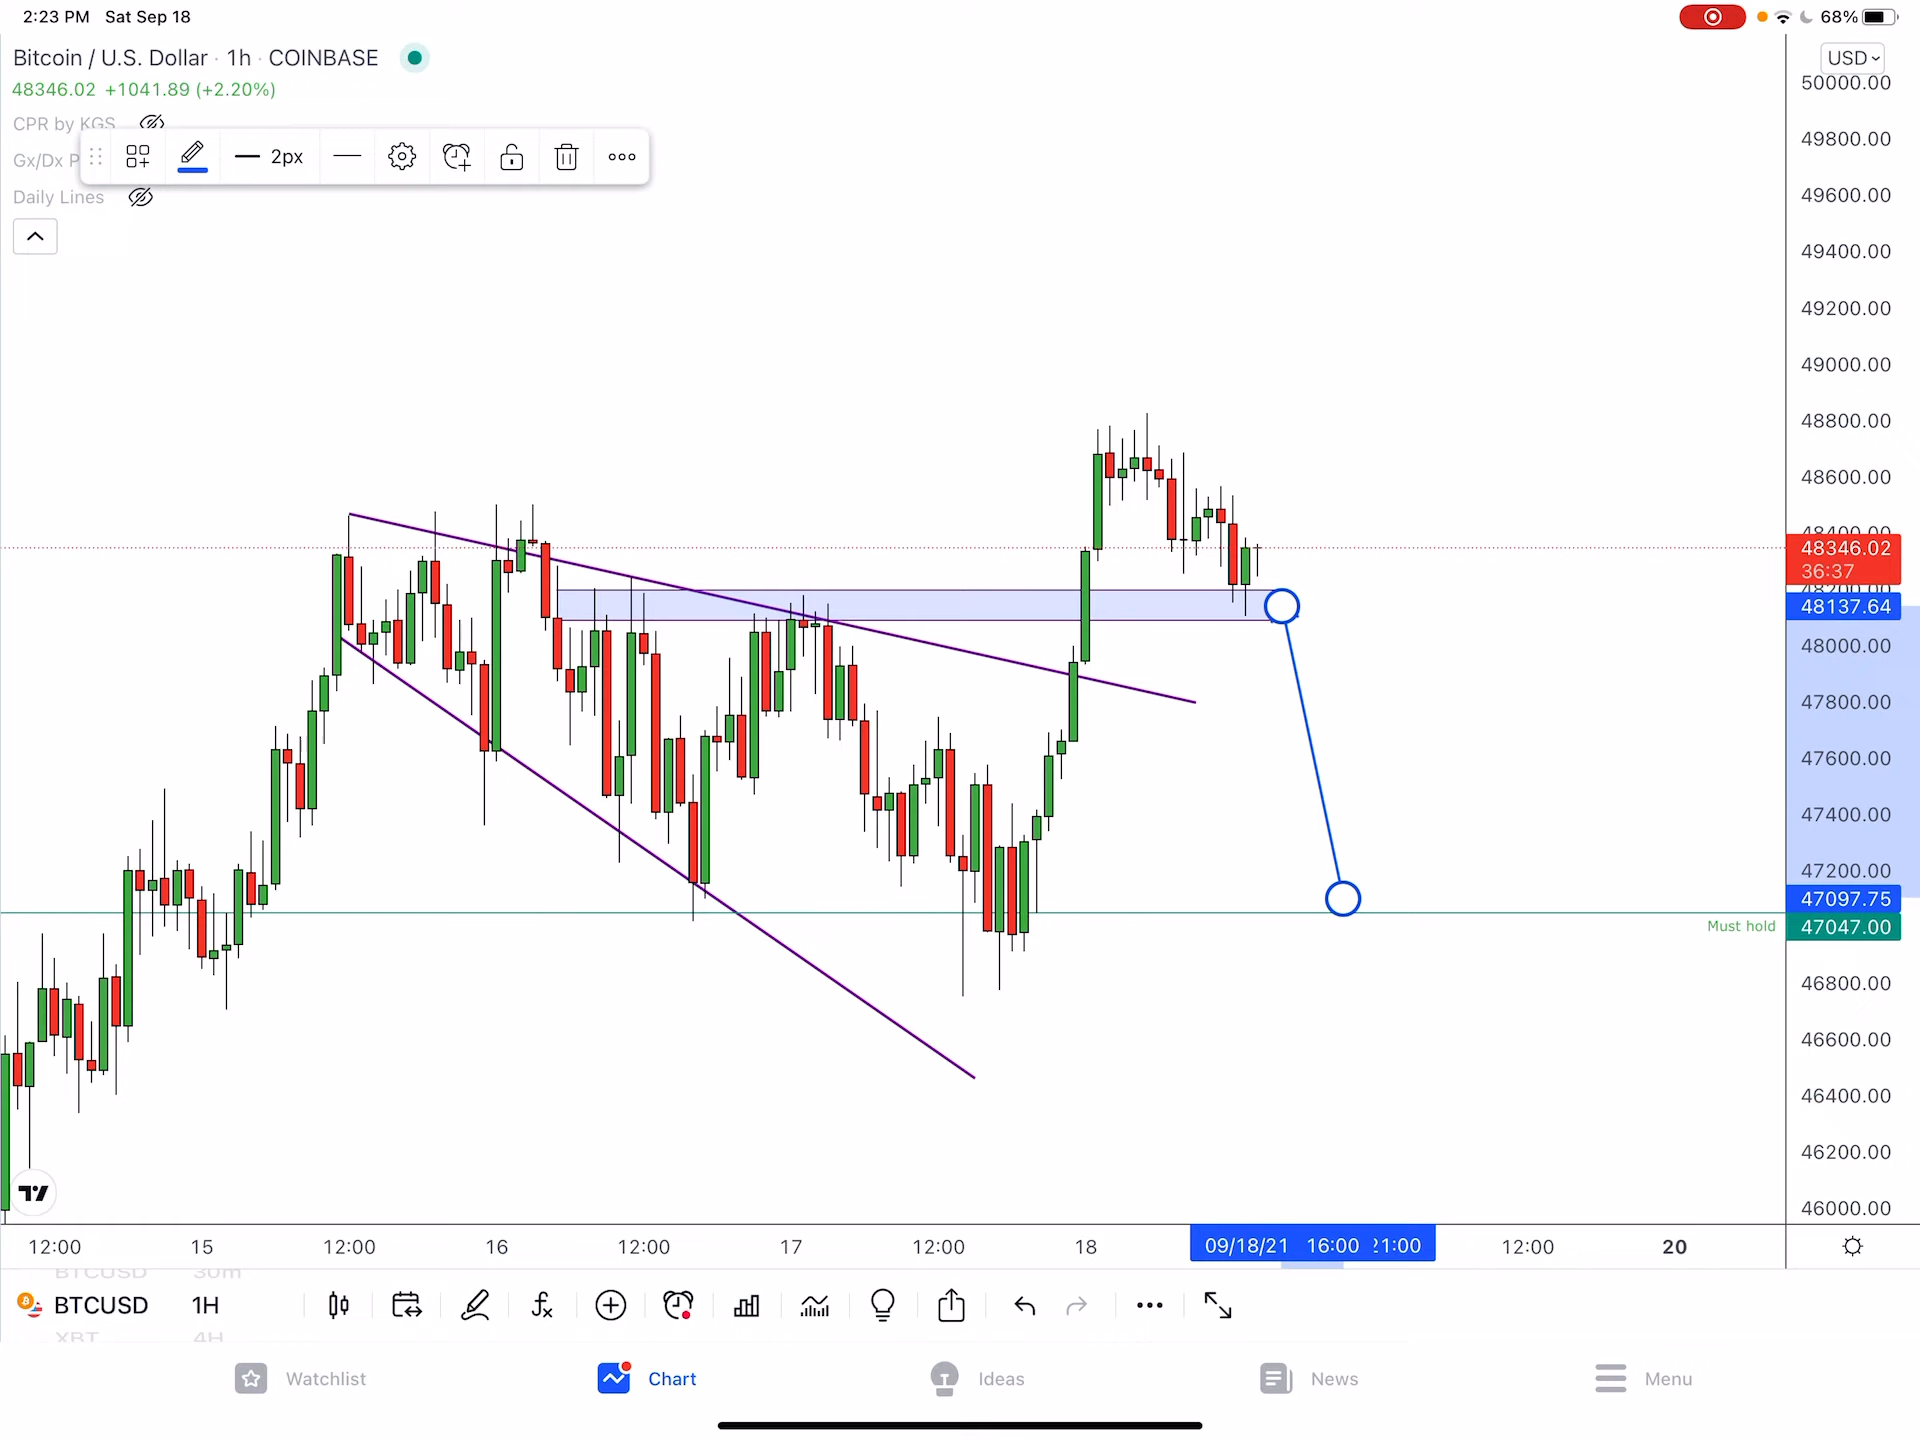 2:23 PM Sat Sep 18
68%
Bitcoin / U.S. Dollar · 1h · COINBASE
48346.02 +1041.89 (+2.20%)
CPR by KGS
Gx/Dx P
2px
Daily Lines
USD
50000.00
49800.00
49600.00
49400.00
49200.00
49000.00
48800.00
48600.00
48400.00
48346.02
36:37
48200.00
48137.64
48000.00
47800.00
47600.00
47400.00
47200.00
47097.75
Must hold 47047.00
46800.00
46600.00
46400.00
46200.00
46000.00
12:00 15 12:00 16 12:00 17 12:00 18 09/18/21 16:00 21:00 12:00 20
BTCUSD 30m
BTCUSD 1H
XBT 4H
Watchlist Chart Ideas News Menu